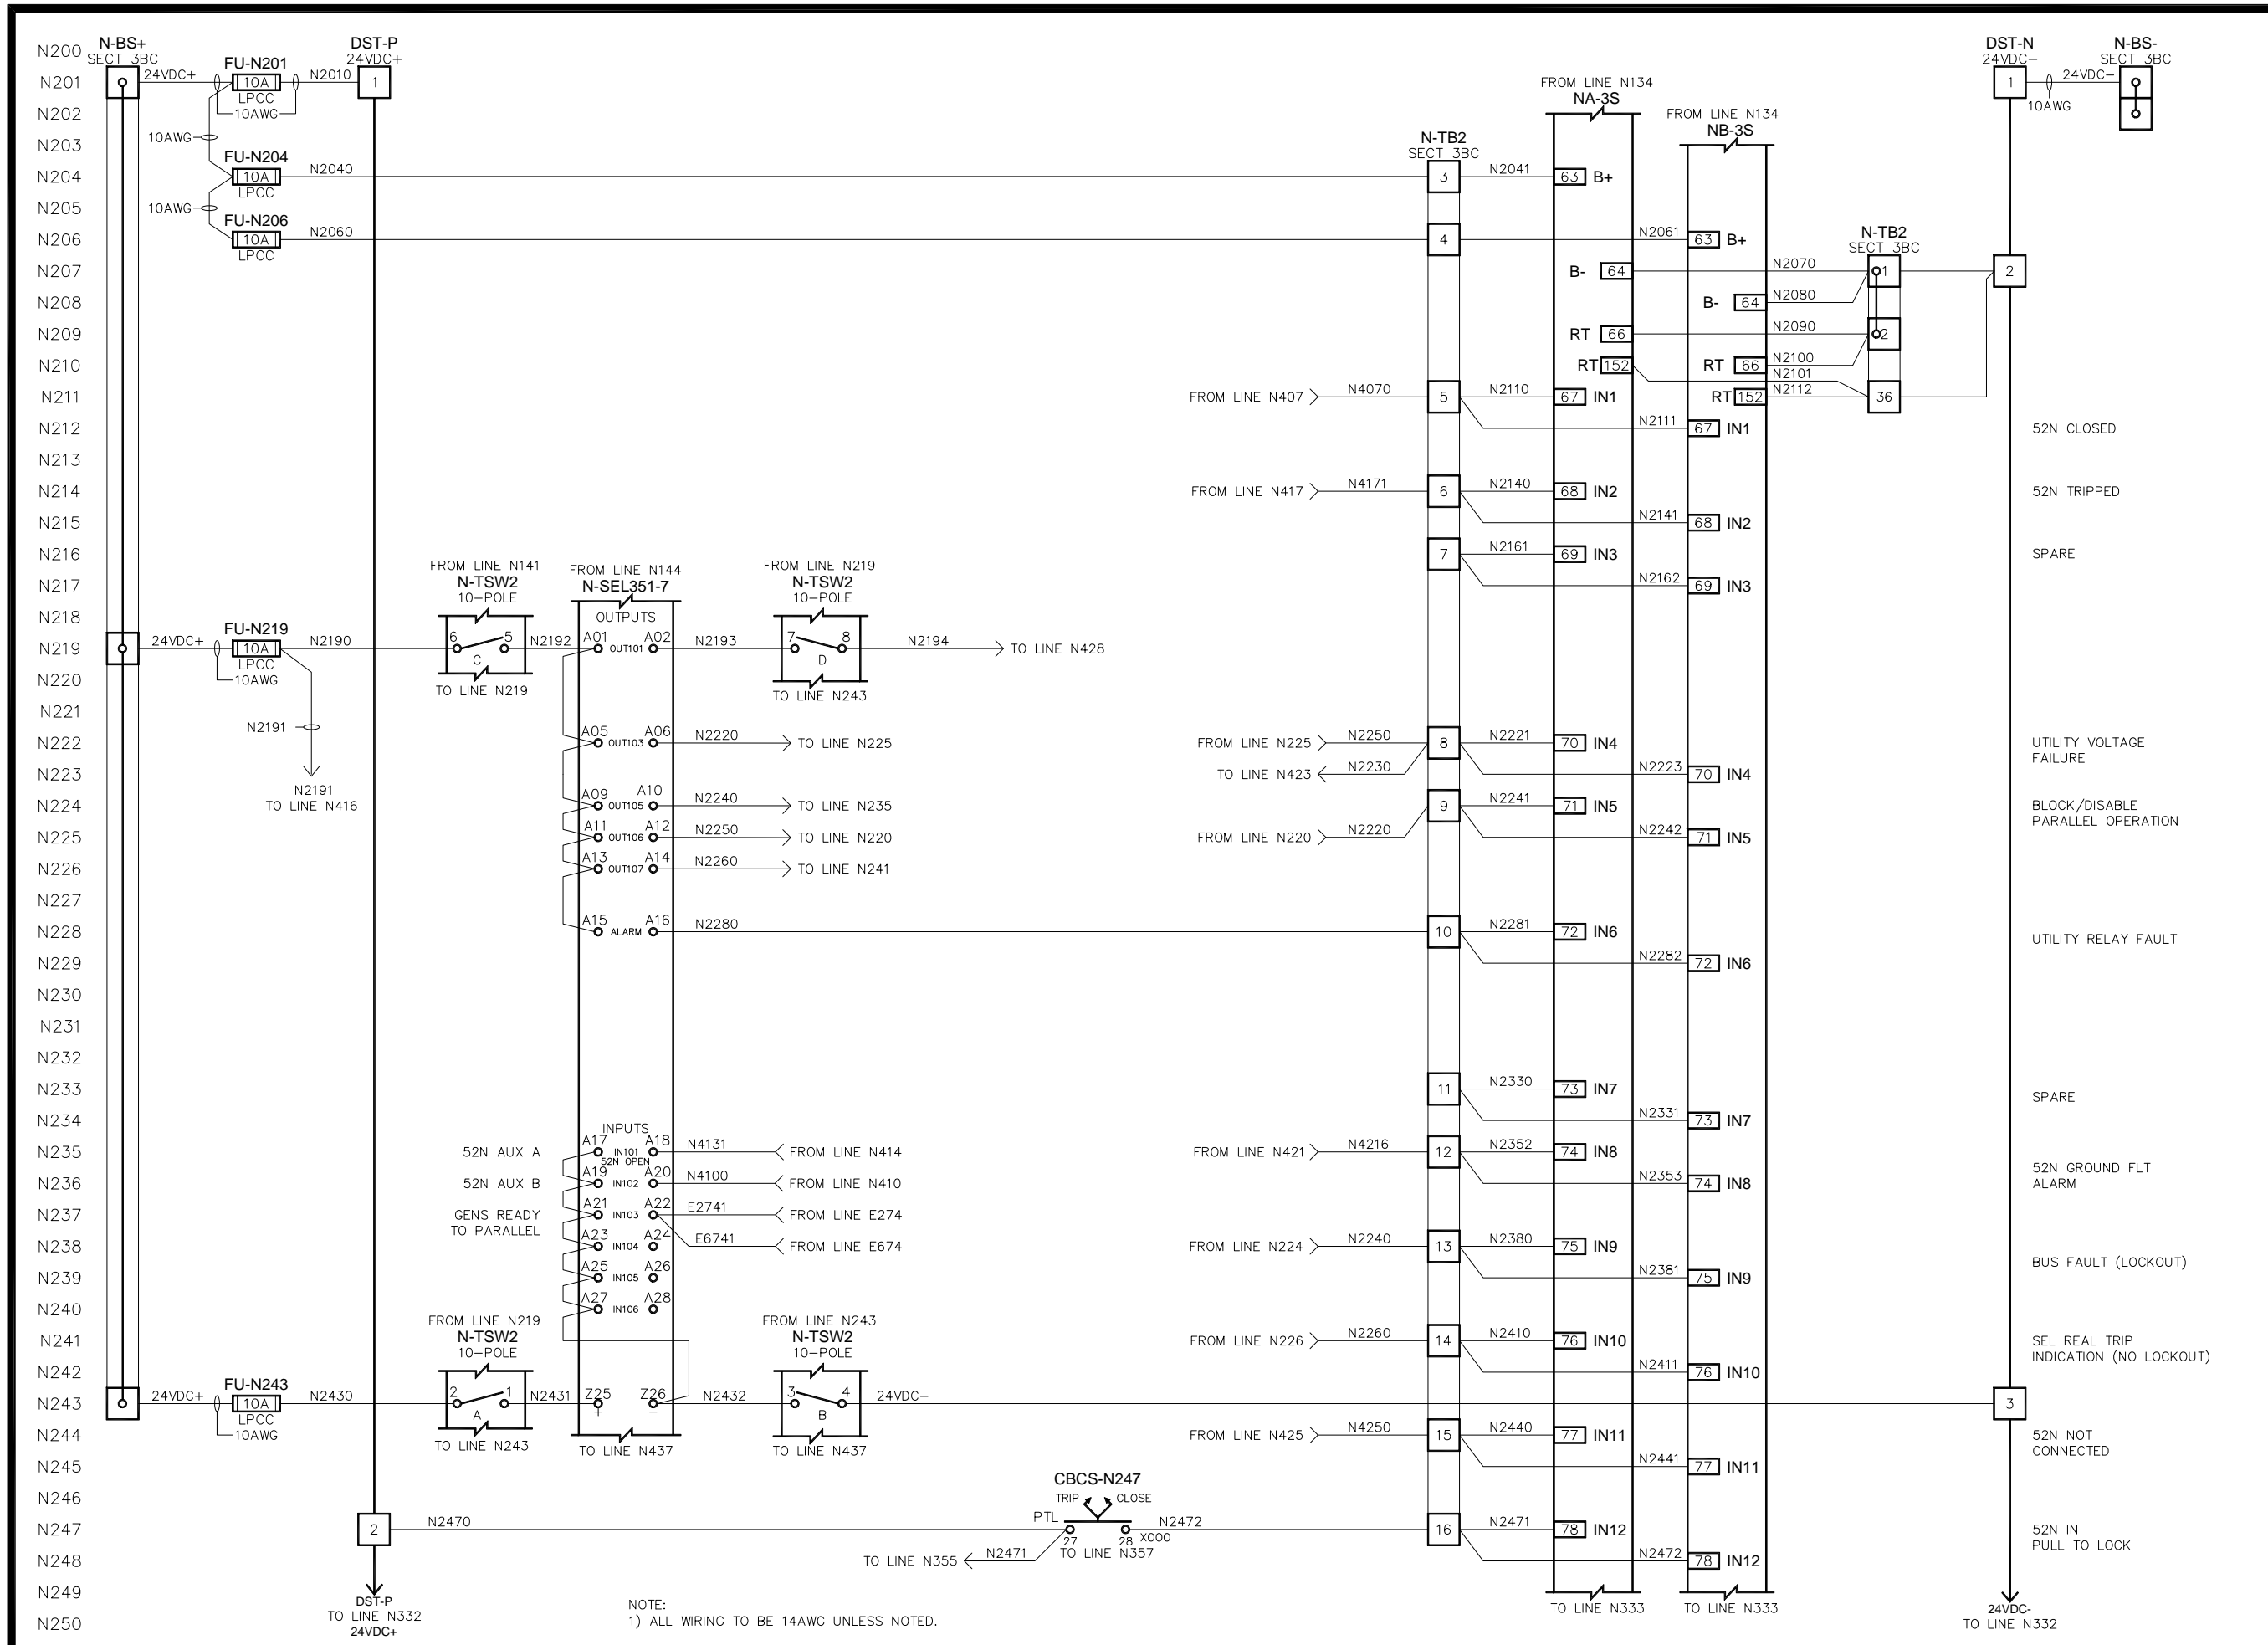 N200 N-BS+ DST-P DST-N N-BS-
SECT 3BC 24VDC+ 24VDC- SECT 3BC
FU-N201
N201 24VDC+ 10A N2010 1 FROM LINE N134 1 24VDC-
LPCC NA-3S 10AWG
N202 10AWG FROM LINE N134
10AWG NB-3S
N203 N-TB2
FU-N204 SECT 3BC
N204 10A N2040 3 N2041 63 B+
LPCC
N205 10AWG
FU-N206 N-TB2
N206 10A N2060 4 N2061 63 B+ SECT 3BC
LPCC
N207 B- 64 N2070 1 2
N208 B- 64 N2080
N209 RT 66 N2090 2
N210 RT 152 RT 66 N2100
N2101
N211 FROM LINE N407 N4070 5 N2110 67 IN1 RT 152 N2112 36
N212 N2111 67 IN1 52N CLOSED
N213
N214 FROM LINE N417 N4171 6 N2140 68 IN2 52N TRIPPED
N215 N2141 68 IN2
N216 7 N2161 69 IN3 SPARE
FROM LINE N141 FROM LINE N144 FROM LINE N219
N217 N-TSW2 N-SEL351-7 N-TSW2 N2162 69 IN3
10-POLE 10-POLE
N218 OUTPUTS
FU-N219
N219 24VDC+ 10A N2190 6 5 N2192 A01 OUT101 A02 N2193 7 8 N2194 TO LINE N428
LPCC C D
N220 10AWG TO LINE N219 TO LINE N243
N221
N2191
N222 A05 OUT103 A06 N2220 TO LINE N225 FROM LINE N225 N2250 8 N2221 70 IN4 UTILITY VOLTAGE
FAILURE
N223 TO LINE N423 N2230 N2223 70 IN4
N2191
N224 TO LINE N416 A09 OUT105 A10 N2240 TO LINE N235 9 N2241 71 IN5 BLOCK/DISABLE
PARALLEL OPERATION
N225 A11 OUT106 A12 N2250 TO LINE N220 FROM LINE N220 N2220 N2242 71 IN5
N226 A13 OUT107 A14 N2260 TO LINE N241
N227
N228 A15 ALARM A16 N2280 10 N2281 72 IN6
UTILITY RELAY FAULT
N229 N2282 72 IN6
N230
N231
N232
N233 11 N2330 73 IN7
SPARE
N234 N2331 73 IN7
INPUTS
N235 52N AUX A A17 IN101 A18 N4131 FROM LINE N414 FROM LINE N421 N4216 12 N2352 74 IN8
52N OPEN 52N GROUND FLT
N236 52N AUX B A19 IN102 A20 N4100 FROM LINE N410 N2353 74 IN8 ALARM
N237 GENS READY A21 IN103 A22 E2741 FROM LINE E274
TO PARALLEL
N238 A23 IN104 A24 E6741 FROM LINE E674 FROM LINE N224 N2240 13 N2380 75 IN9
BUS FAULT (LOCKOUT)
N239 A25 IN105 A26 N2381 75 IN9
N240 A27 IN106 A28
FROM LINE N219 FROM LINE N243
N241 N-TSW2 N-TSW2 FROM LINE N226 N2260 14 N2410 76 IN10 SEL REAL TRIP
10-POLE 10-POLE INDICATION (NO LOCKOUT)
N242 N2411 76 IN10
FU-N243
N243 24VDC+ 10A N2430 2 1 N2431 Z25 Z26 N2432 3 4 24VDC- 3
LPCC A + - B
N244 10AWG TO LINE N243 TO LINE N437 TO LINE N437 FROM LINE N425 N4250 15 N2440 77 IN11 52N NOT
CONNECTED
N245 N2441 77 IN11
CBCS-N247
N246 TRIP CLOSE
PTL
N247 2 N2470 27 28 X000 N2472 16 N2471 78 IN12 52N IN
TO LINE N357 PULL TO LOCK
N248 TO LINE N355 N2471 N2472 78 IN12
N249
DST-P NOTE: TO LINE N333 TO LINE N333 24VDC-
N250 TO LINE N332 1) ALL WIRING TO BE 14AWG UNLESS NOTED. TO LINE N332
24VDC+